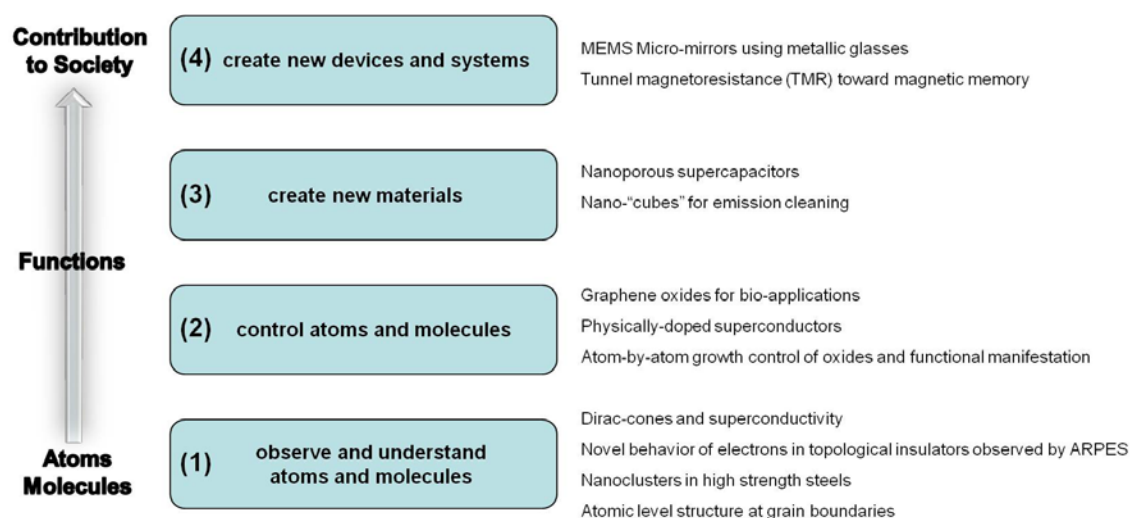 Contribution
to Society
(4) create new devices and systems
MEMS Micro-mirrors using metallic glasses
Tunnel magnetoresistance (TMR) toward magnetic memory
(3) create new materials
Nanoporous supercapacitors
Nano-“cubes” for emission cleaning
Functions
(2) control atoms and molecules
Graphene oxides for bio-applications
Physically-doped superconductors
Atom-by-atom growth control of oxides and functional manifestation
Atoms
Molecules
(1) observe and understand
atoms and molecules
Dirac-cones and superconductivity
Novel behavior of electrons in topological insulators observed by ARPES
Nanoclusters in high strength steels
Atomic level structure at grain boundaries